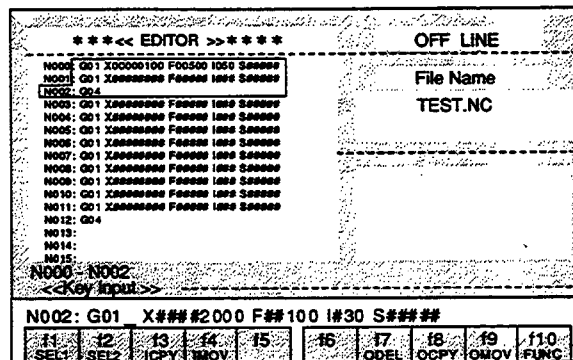 ***<< EDITOR >>****
OFF LINE
N000: G01 X00000100 F00500 I050 S#####
N001: G01 X######## F##### I### S#####
N002: G04
N003: G01 X######## F##### I### S#####
N004: G01 X######## F##### I### S#####
N005: G01 X######## F##### I### S#####
N006: G01 X######## F##### I### S#####
N007: G01 X######## F##### I### S#####
N008: G01 X######## F##### I### S#####
N009: G01 X######## F##### I### S#####
N010: G01 X######## F##### I### S#####
N011: G01 X######## F##### I### S#####
N012: G04
N013:
N014:
N015:
File Name
TEST.NC
N000 - N002
<<Key Input>>
N002: G01_ X####2000 F##100 I#30 S#####
f1 f2 f3 f4 f5 f6 f7 f8 f9 f10
SEL1 SEL2 ICPY IMOV ODEL OCPY OMOV FUNC